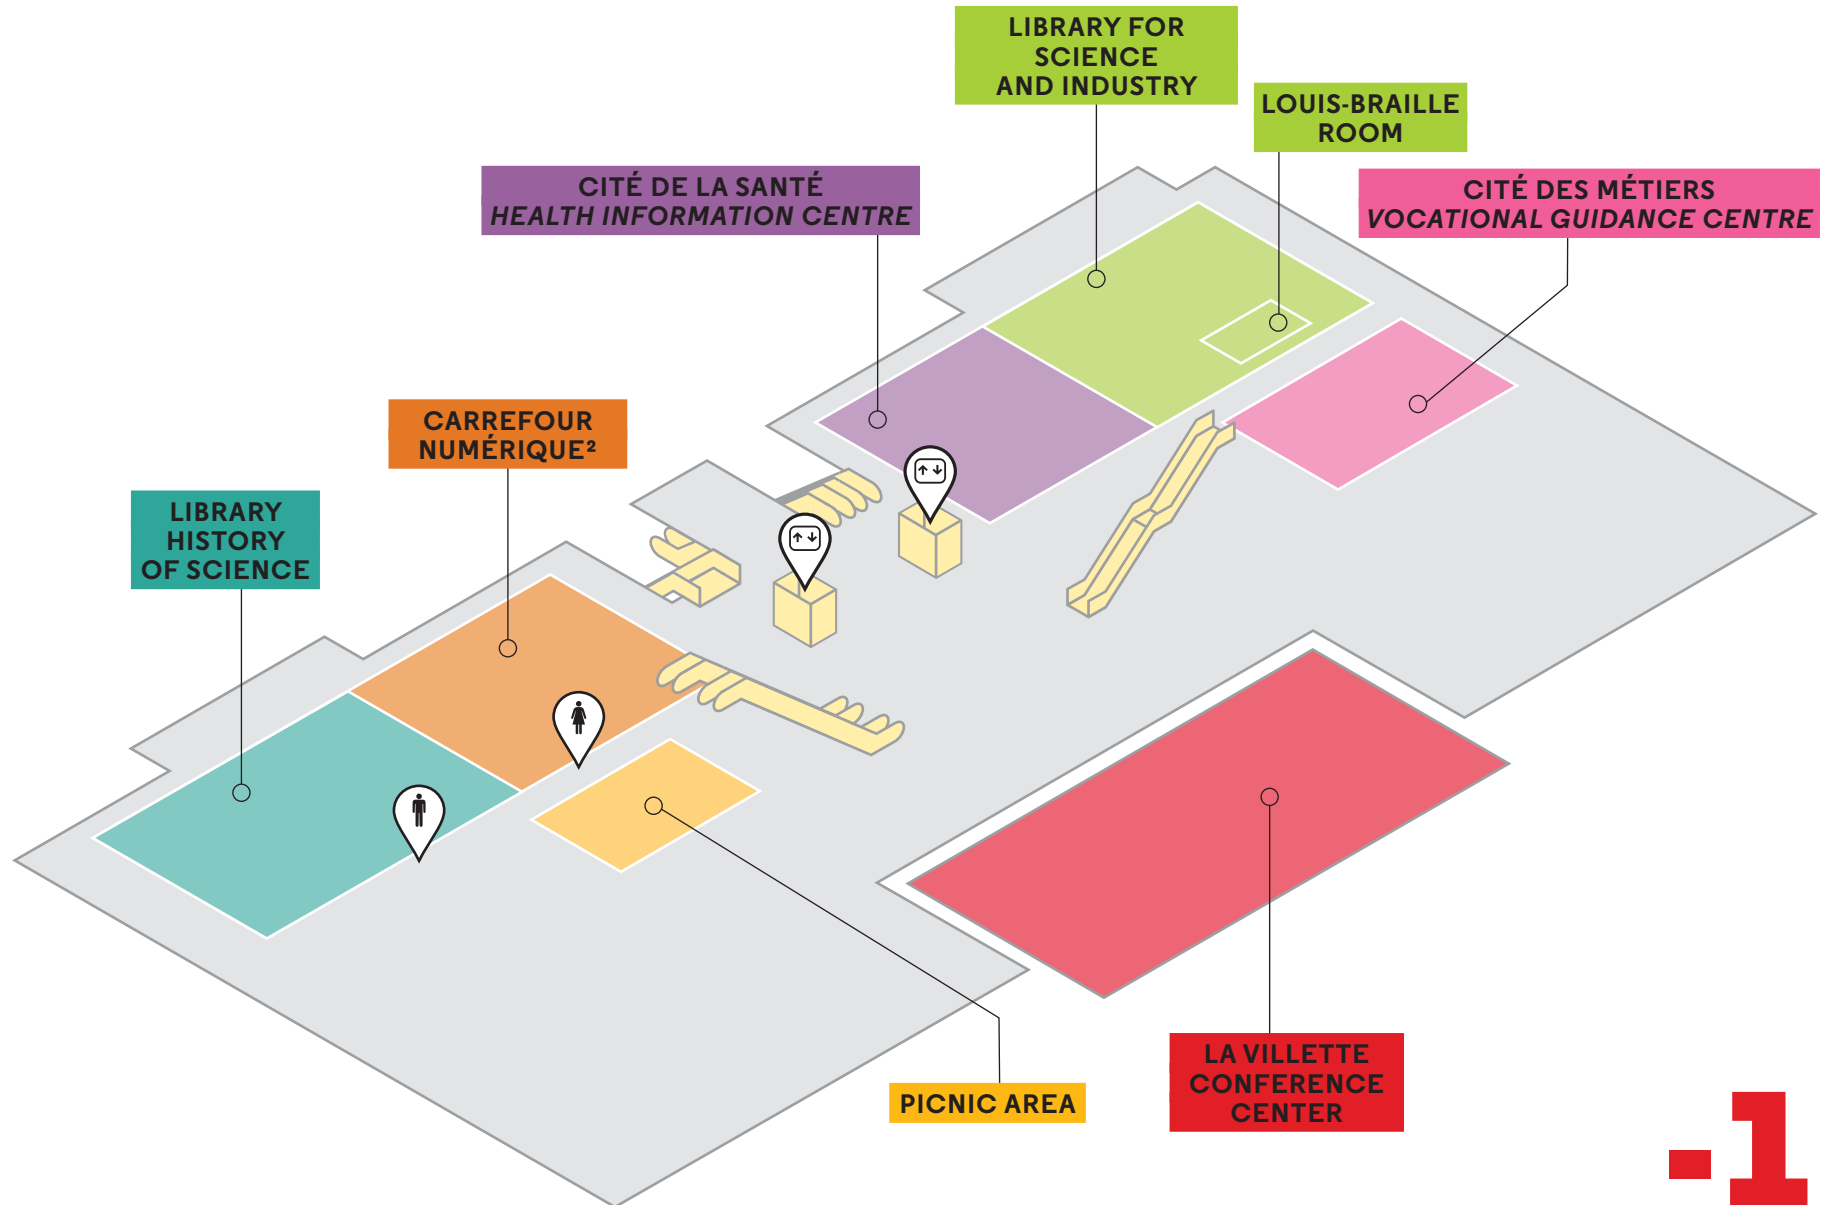 LIBRARY FOR
SCIENCE
AND INDUSTRY
LOUIS-BRAILLE
ROOM
CITÉ DE LA SANTÉ
HEALTH INFORMATION CENTRE
CITÉ DES MÉTIERS
VOCATIONAL GUIDANCE CENTRE
CARREFOUR
NUMÉRIQUE²
LIBRARY
HISTORY
OF SCIENCE
PICNIC AREA
LA VILLETTE
CONFERENCE
CENTER
-1